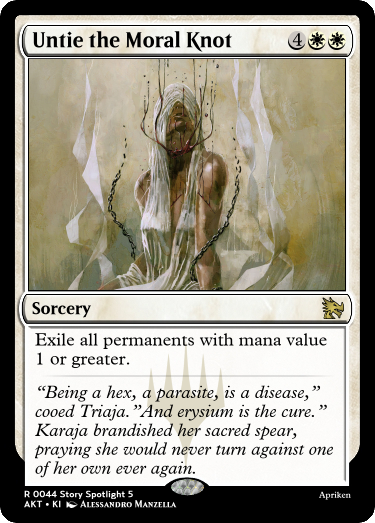 Untie the Moral Knot 4
Sorcery
Exile all permanents with mana value
1 or greater.
“Being a hex, a parasite, is a disease,”
cooed Triaja.”And erysium is the cure.”
Karaja brandished her sacred spear,
praying she would never turn against one
of her own ever again.
R 0044 Story Spotlight 5
AKT • KI Alessandro Manzella
Apriken